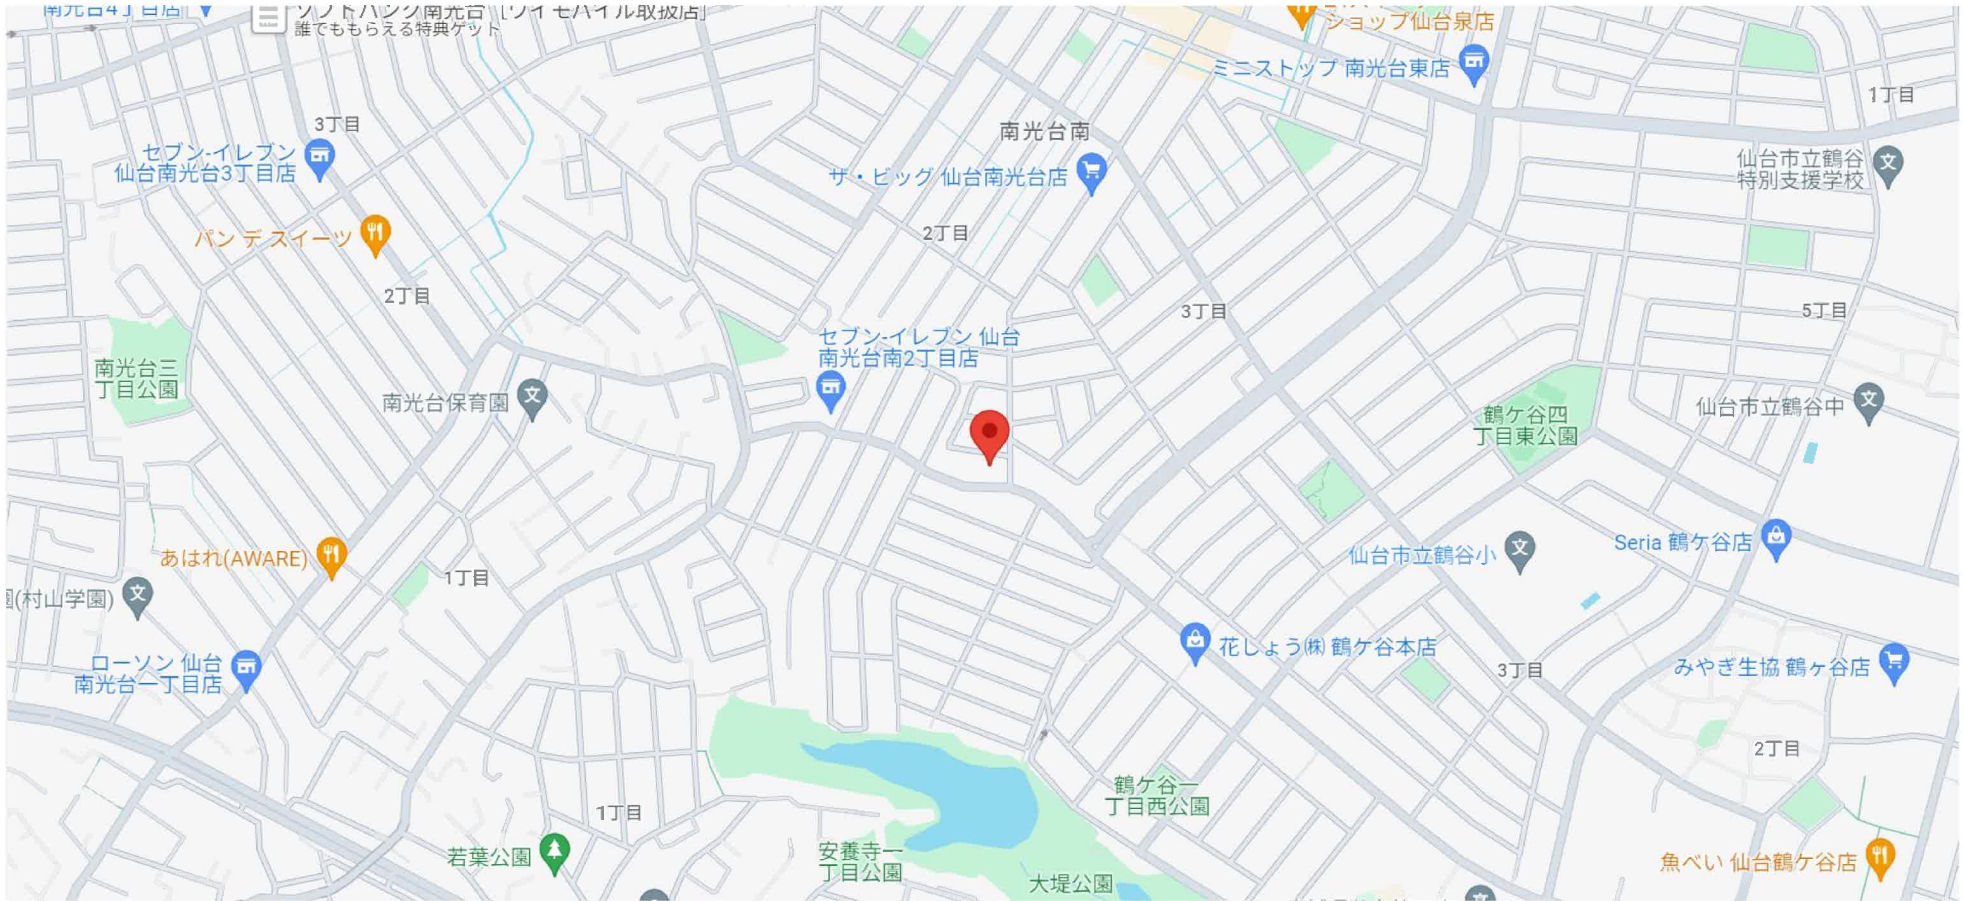 南光台4丁目店
ソフトバンク南光台 [ワイモバイル取扱店]
誰でももらえる特典ゲット
ショップ仙台泉店
ミニストップ 南光台東店
1丁目
3丁目
南光台南
セブン-イレブン
仙台南光台3丁目店
ザ・ビッグ 仙台南光台店
仙台市立鶴谷
特別支援学校
パン デ スイーツ
2丁目
2丁目
3丁目
5丁目
セブン-イレブン 仙台
南光台南2丁目店
南光台三
丁目公園
南光台保育園
鶴ケ谷四
丁目東公園
仙台市立鶴谷中
あはれ(AWARE)
1丁目
仙台市立鶴谷小
Seria 鶴ケ谷店
園(村山学園)
ローソン 仙台
南光台一丁目店
花しょう㈱ 鶴ケ谷本店
3丁目
みやぎ生協 鶴ヶ谷店
2丁目
鶴ケ谷一
丁目西公園
1丁目
若葉公園
安養寺一
丁目公園
大堤公園
魚べい 仙台鶴ケ谷店